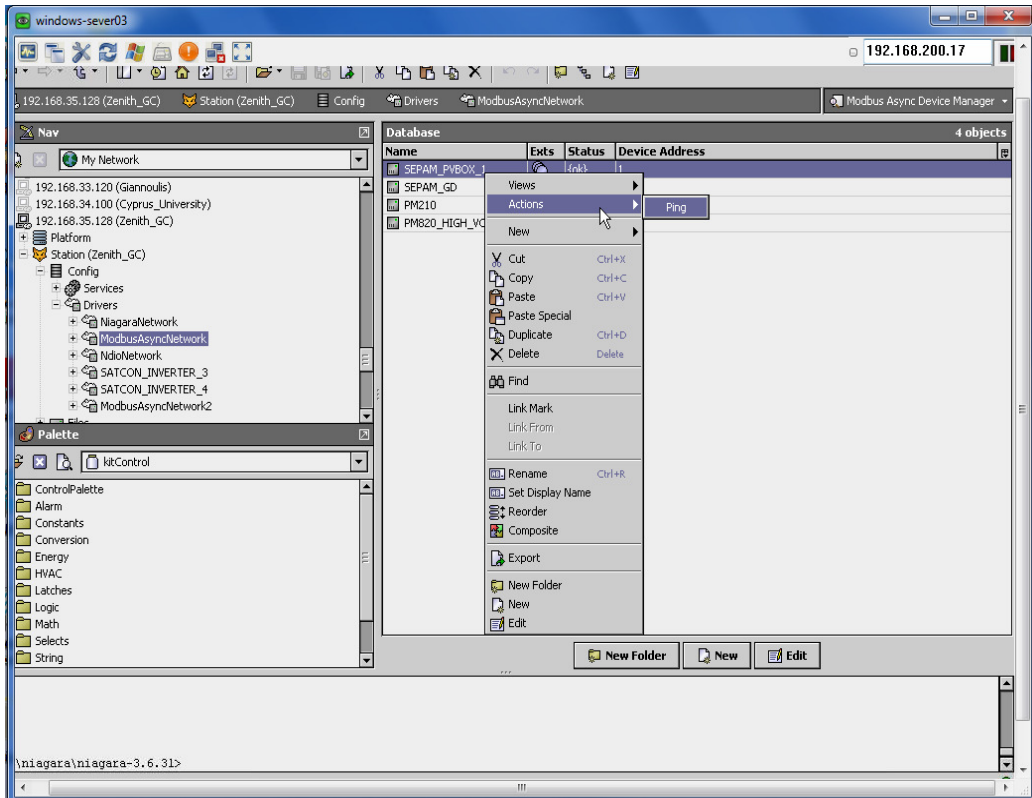 windows-sever03
192.168.200.17
192.168.35.128 (Zenith_GC) Station (Zenith_GC) Config Drivers ModbusAsyncNetwork Modbus Async Device Manager
Nav
My Network
192.168.33.120 (Giannoulis)
192.168.34.100 (Cyprus_University)
192.168.35.128 (Zenith_GC)
Platform
Station (Zenith_GC)
Config
Services
Drivers
NiagaraNetwork
ModbusAsyncNetwork
NdioNetwork
SATCON_INVERTER_3
SATCON_INVERTER_4
ModbusAsyncNetwork2
Palette
kitControl
ControlPalette
Alarm
Constants
Conversion
Energy
HVAC
Latches
Logic
Math
Selects
String
Database 4 objects
Name Exts Status Device Address
SEPAM_PVBOX_1 {ok} 1
SEPAM_GD
PM210
PM820_HIGH_VO
Views
Actions
Ping
New
Cut Ctrl+X
Copy Ctrl+C
Paste Ctrl+V
Paste Special
Duplicate Ctrl+D
Delete Delete
Find
Link Mark
Link From
Link To
Rename Ctrl+R
Set Display Name
Reorder
Composite
Export
New Folder
New
Edit
New Folder New Edit
\niagara\niagara-3.6.31>